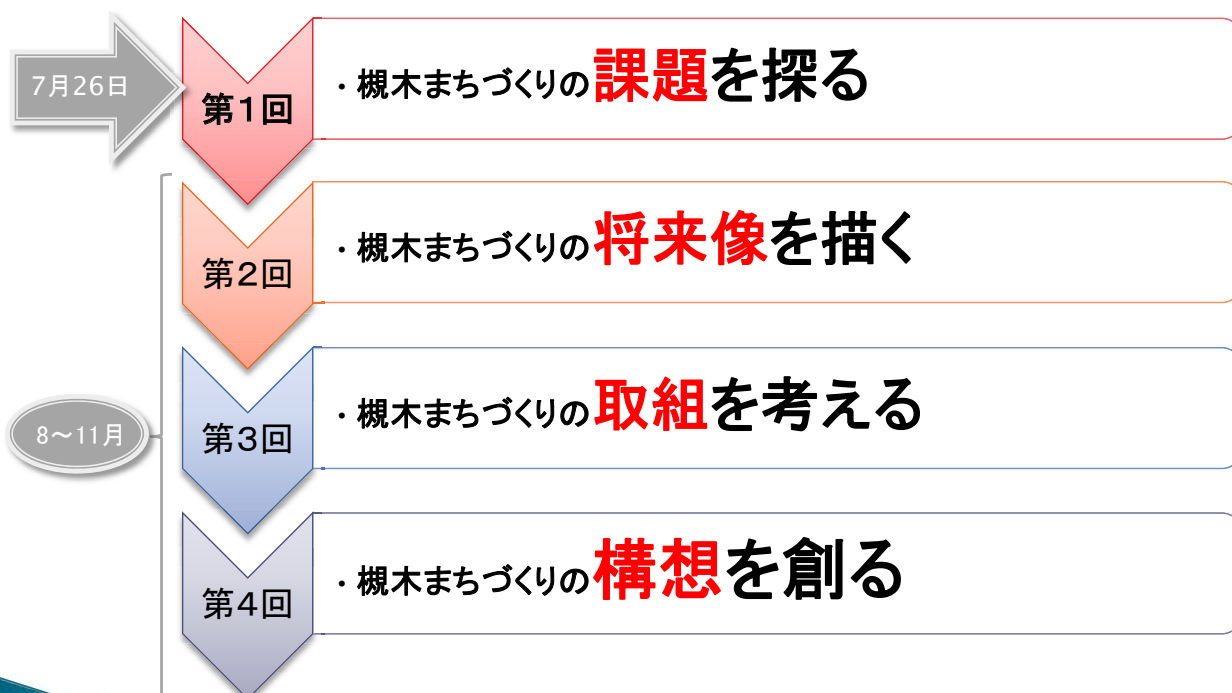 7月26日
第1回
・槻木まちづくりの課題を探る
第2回
・槻木まちづくりの将来像を描く
8～11月
第3回
・槻木まちづくりの取組を考える
第4回
・槻木まちづくりの構想を創る